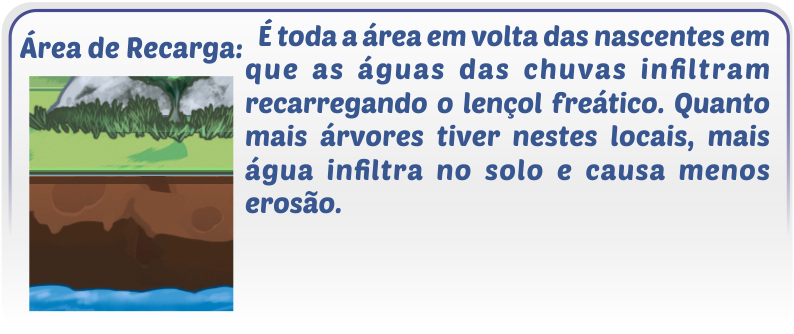 Área de Recarga: É toda a área em volta das nascentes em
que as águas das chuvas infiltram
recarregando o lençol freático. Quanto
mais árvores tiver nestes locais, mais
água infiltra no solo e causa menos
erosão.